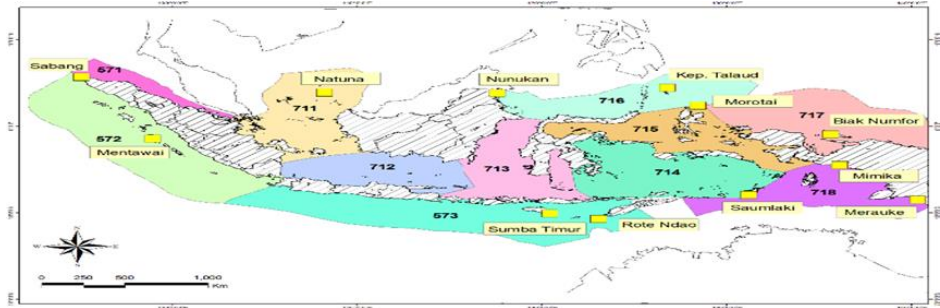 Sabang
571
Natuna
711
Nunukan
Kep. Talaud
716
Morotai
717
Biak Numfor
572
Mentawai
712
713
715
714
Mimika
718
573
Saumlaki
Merauke
Sumba Timur
Rote Ndao
N
W
E
S
0 250 500 1,000
Km